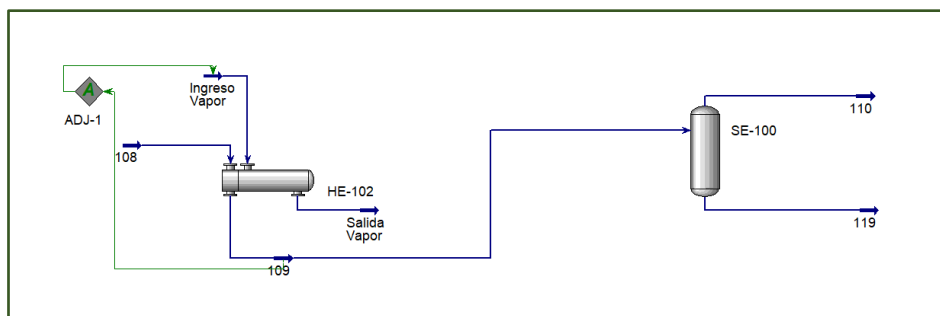 A
ADJ-1
Ingreso
Vapor
108
HE-102
Salida
Vapor
109
SE-100
110
119